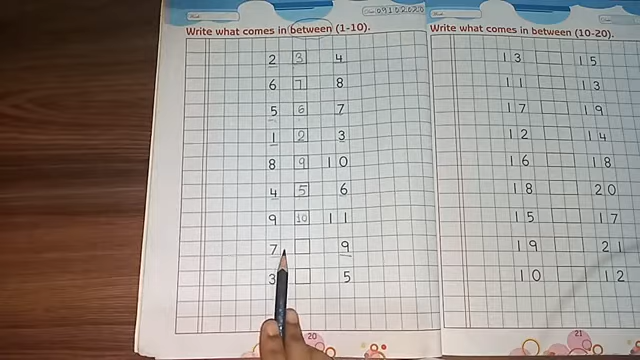 09102020
Write what comes in between (1-10).
2 3 4
6 7 8
5 6 7
1 2 3
8 9 10
4 5 6
9 10 11
7 9
3 5
20
Write what comes in between (10-20).
13 15
11 13
17 19
12 14
16 18
18 20
15 17
19 21
10 12
21